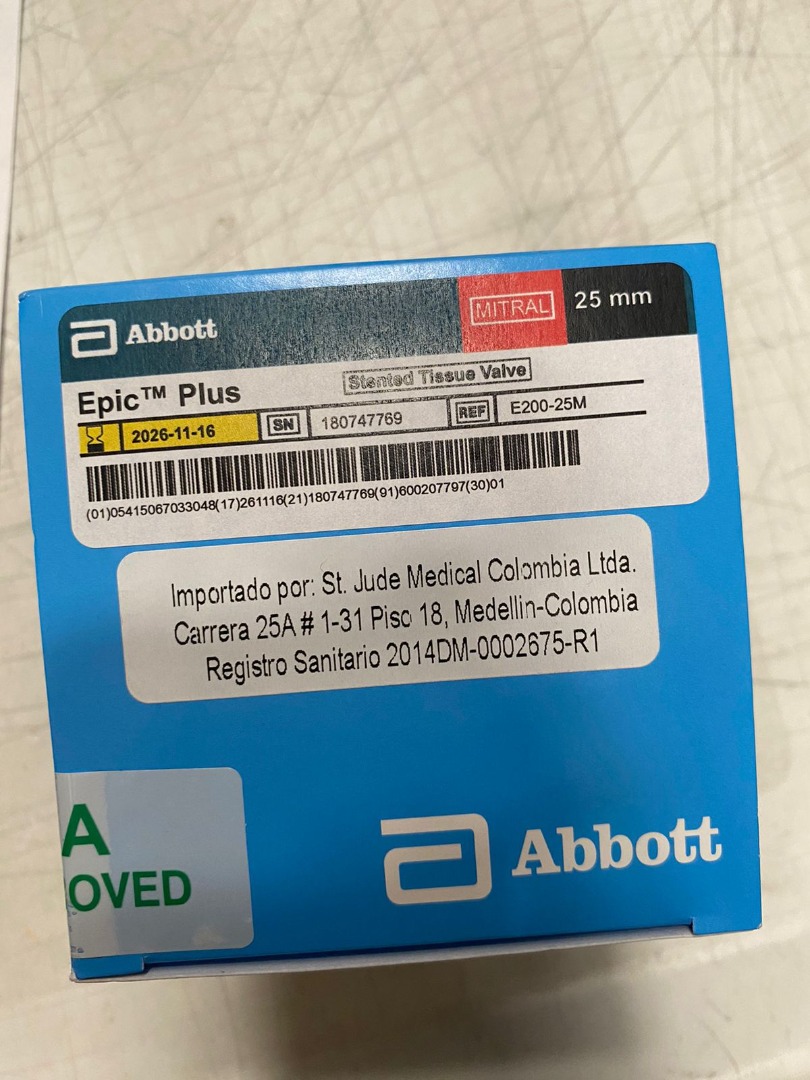 Abbott
MITRAL 25 mm
Epic™ Plus
Stented Tissue Valve
2026-11-16 SN 180747769 REF E200-25M
(01)05415067033048(17)261116(21)180747769(91)600207797(30)01
Importado por: St. Jude Medical Colombia Ltda.
Carrera 25A # 1-31 Piso 18, Medellin-Colombia
Registro Sanitario 2014DM-0002675-R1
A
OVED
Abbott